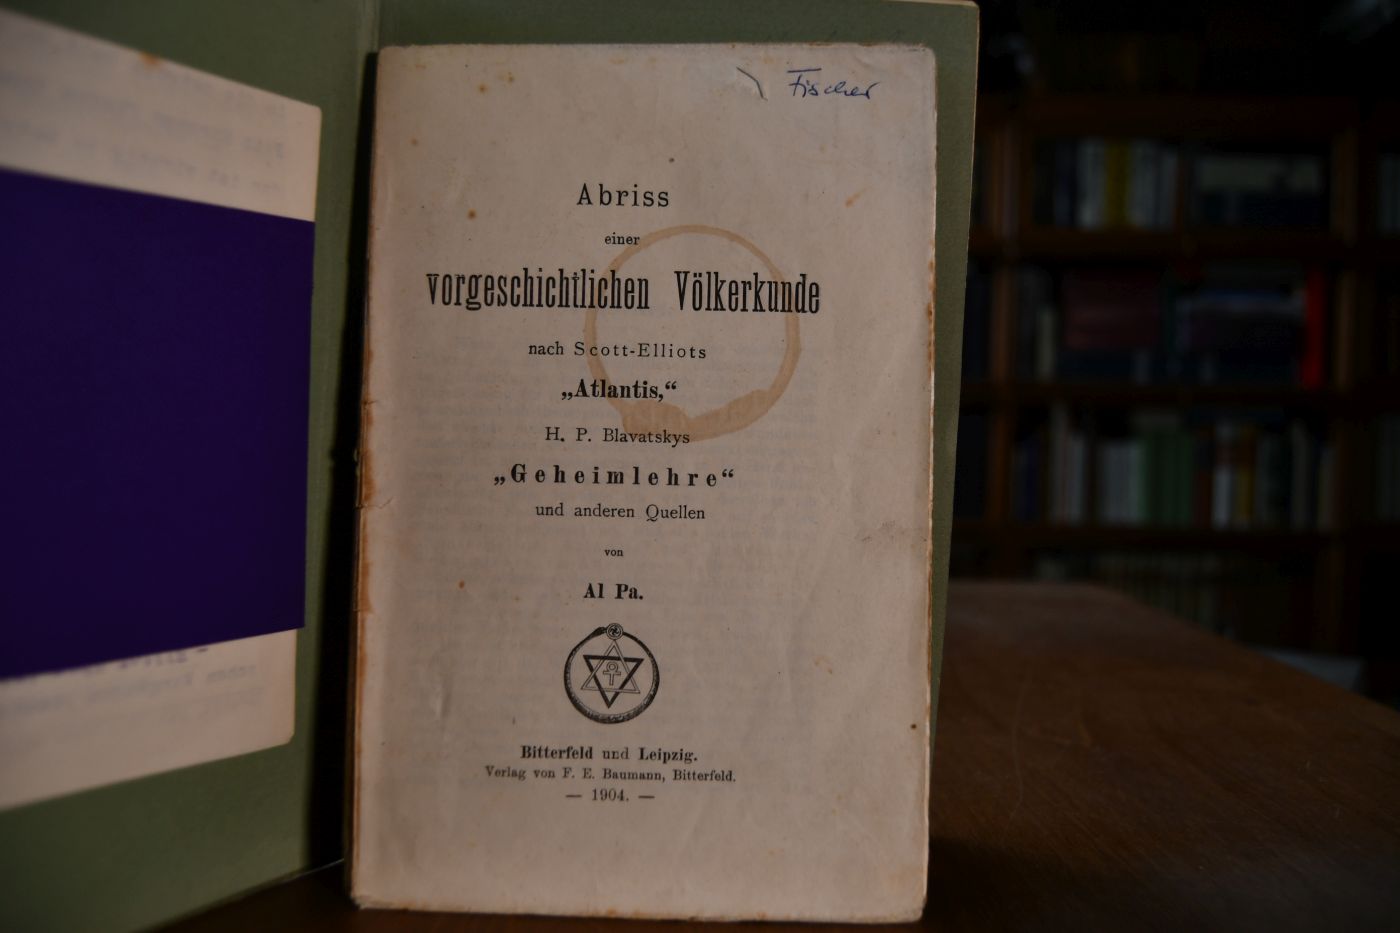 Fischer
Abriss
einer
vorgeschichtlichen Völkerkunde
nach Scott-Elliots
„Atlantis,“
H. P. Blavatskys
„Geheimlehre“
und anderen Quellen
von
Al Pa.
Bitterfeld und Leipzig.
Verlag von F. E. Baumann, Bitterfeld.
— 1904. —